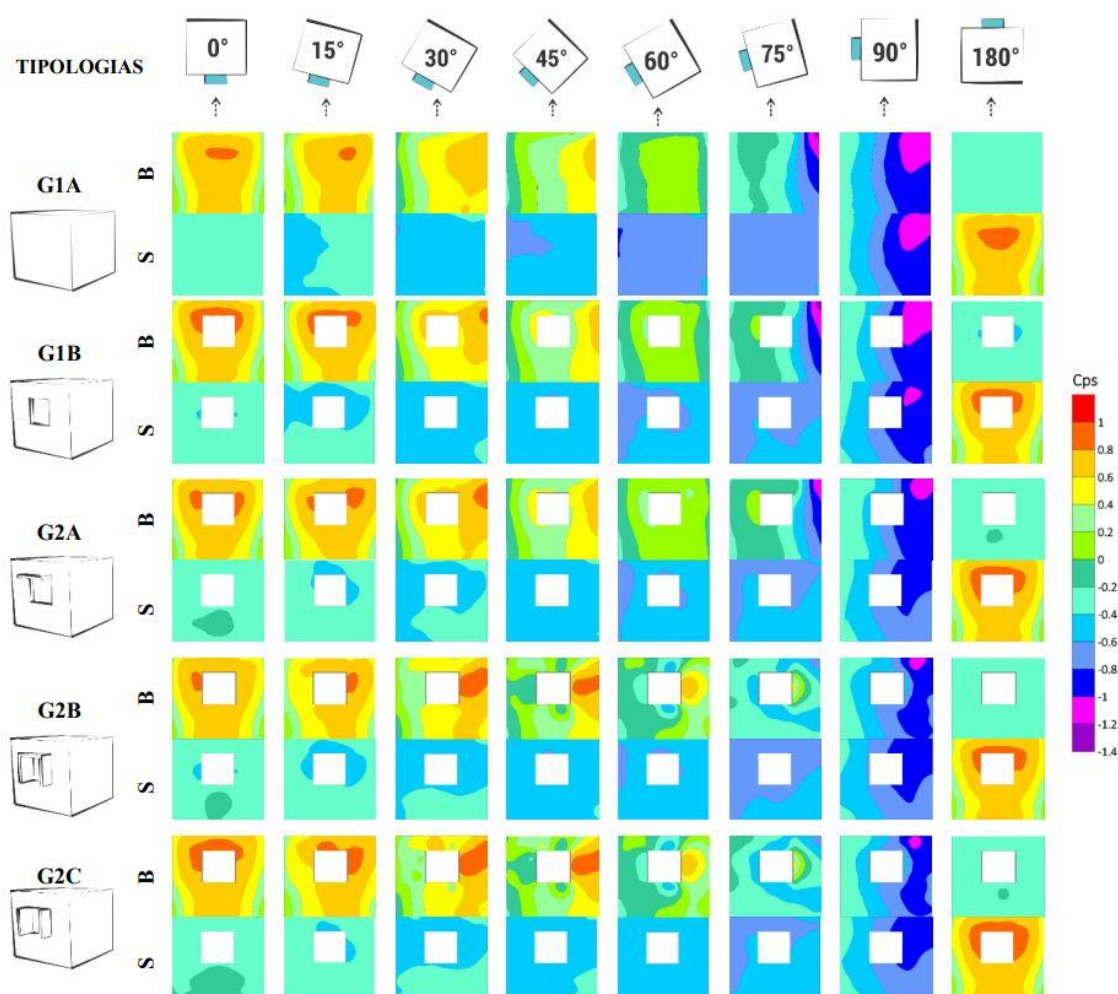 TIPOLOGIAS 0° 15° 30° 45° 60° 75° 90° 180°
B
G1A
S
B
G1B
S
B
G2A
S
B
G2B
S
B
G2C
S
Cps
1
0.8
0.6
0.4
0.2
0
-0.2
-0.4
-0.6
-0.8
-1
-1.2
-1.4